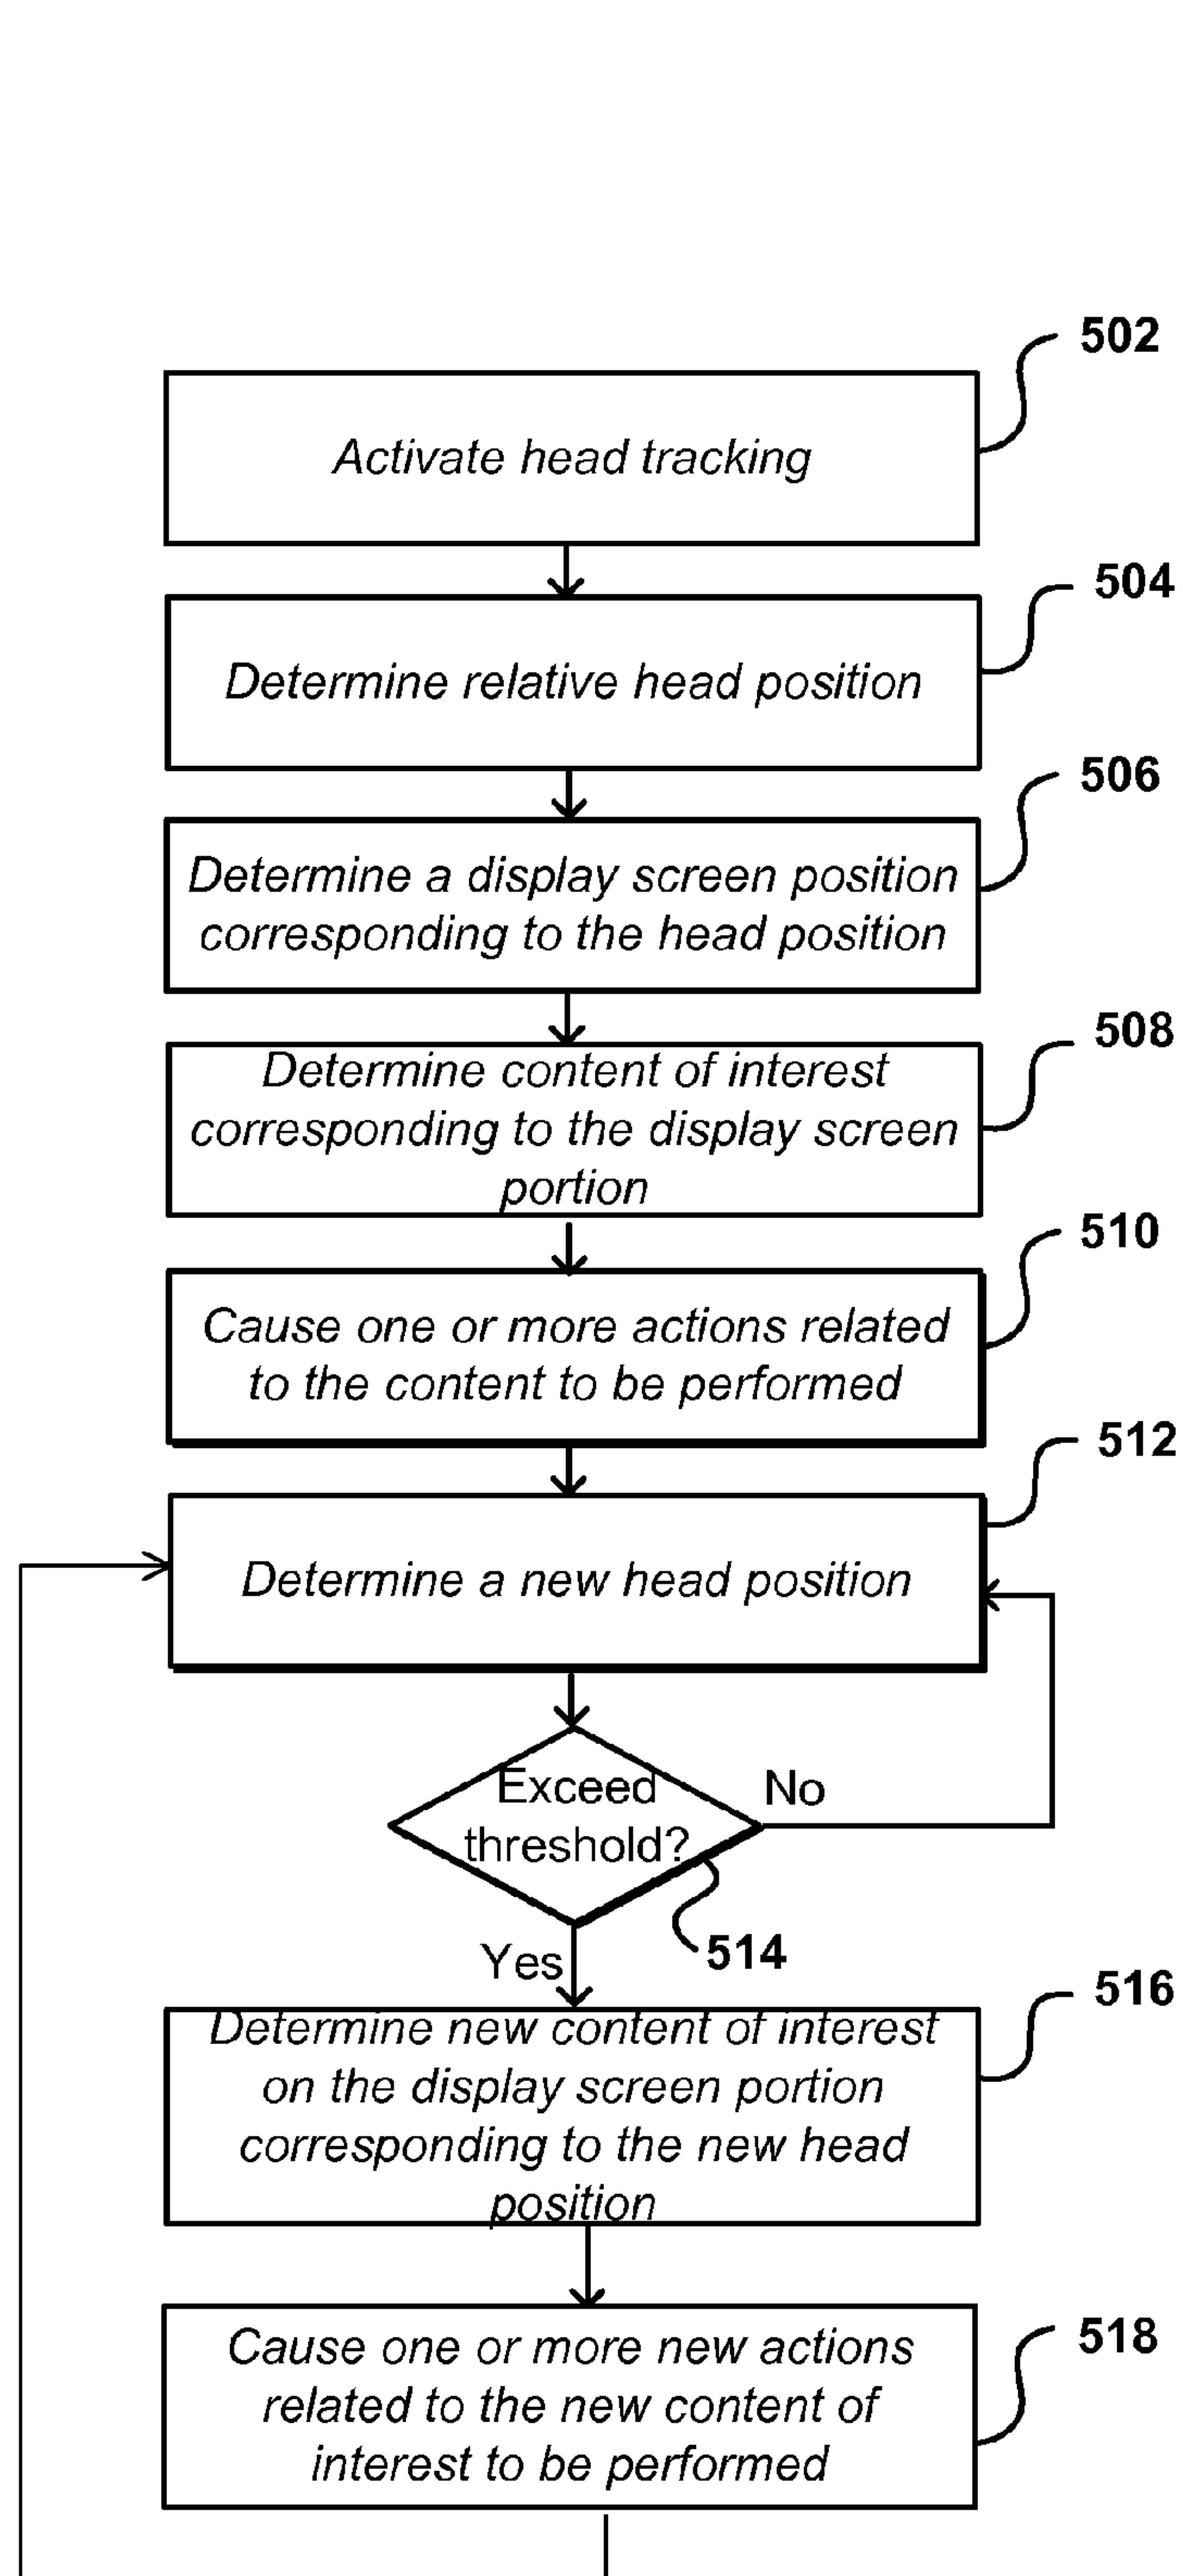 502
Activate head tracking
504
Determine relative head position
506
Determine a display screen position
corresponding to the head position
508
Determine content of interest
corresponding to the display screen
portion
510
Cause one or more actions related
to the content to be performed
512
Determine a new head position
Exceed
threshold?
No
514
Yes
516
Determine new content of interest
on the display screen portion
corresponding to the new head
position
518
Cause one or more new actions
related to the new content of
interest to be performed